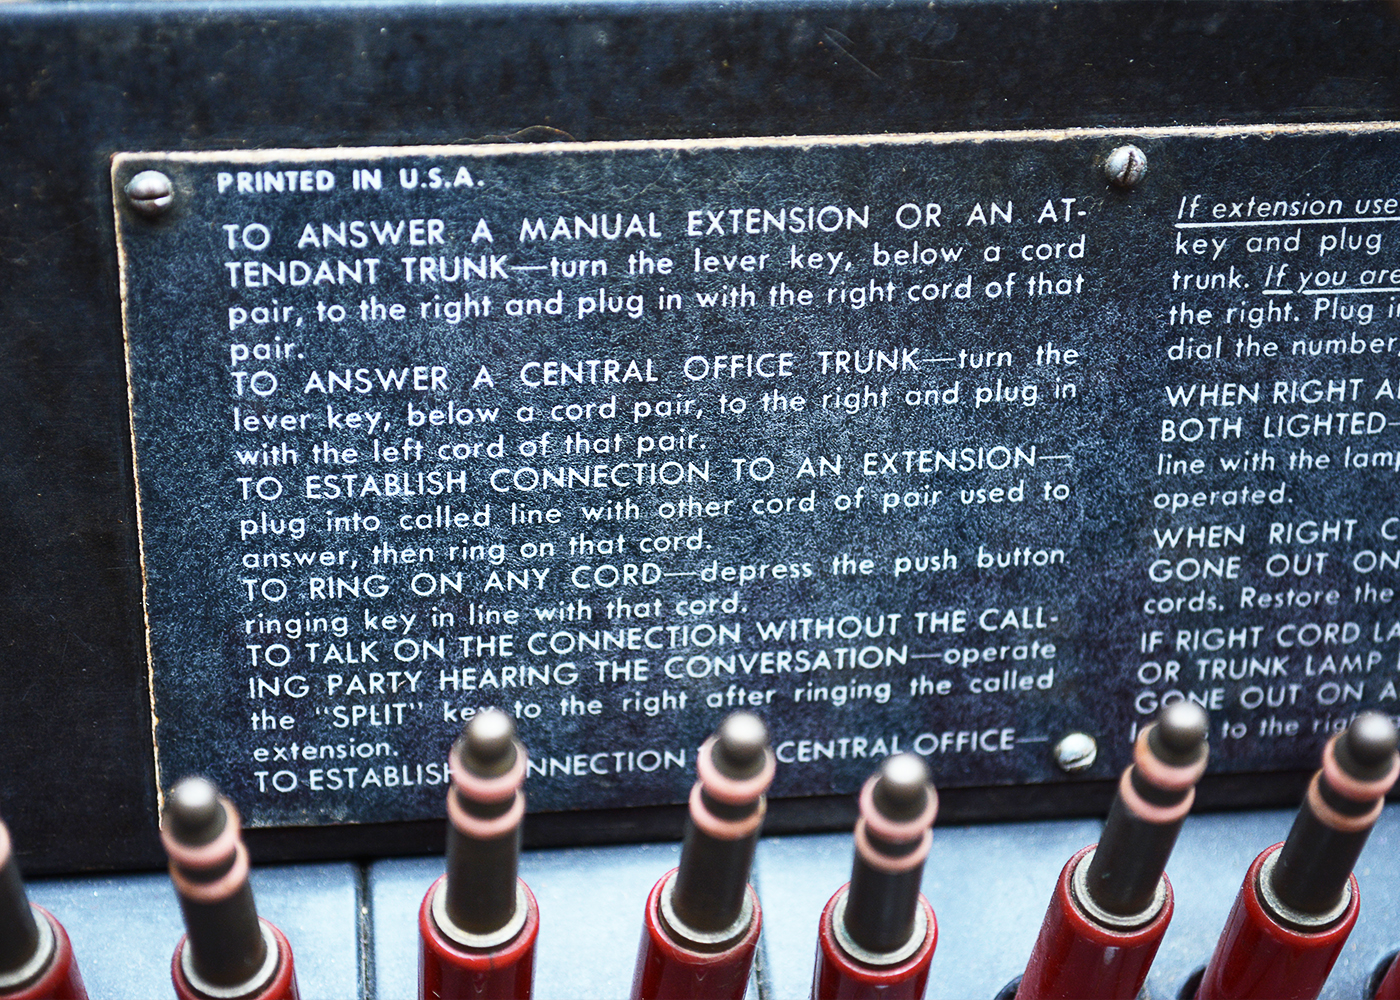 PRINTED IN U.S.A.
TO ANSWER A MANUAL EXTENSION OR AN AT-
TENDANT TRUNK—turn the lever key, below a cord
pair, to the right and plug in with the right cord of that
pair.
TO ANSWER A CENTRAL OFFICE TRUNK—turn the
lever key, below a cord pair, to the right and plug in
with the left cord of that pair.
TO ESTABLISH CONNECTION TO AN EXTENSION—
plug into called line with other cord of pair used to
answer, then ring on that cord.
TO RING ON ANY CORD—depress the push button
ringing key in line with that cord.
TO TALK ON THE CONNECTION WITHOUT THE CALL-
ING PARTY HEARING THE CONVERSATION—operate
the "SPLIT" key to the right after ringing the called
extension.
TO ESTABLISH CENTRAL OFFICE—
If extension use
key and plug
trunk. If you are
the right. Plug
dial the number
WHEN RIGHT
BOTH LIGHTED—
line with the lamp
operated.
WHEN RIGHT
GONE OUT ON
cords. Restore the
IF RIGHT CORD
OR TRUNK LAMP
GONE OUT ON
to the right